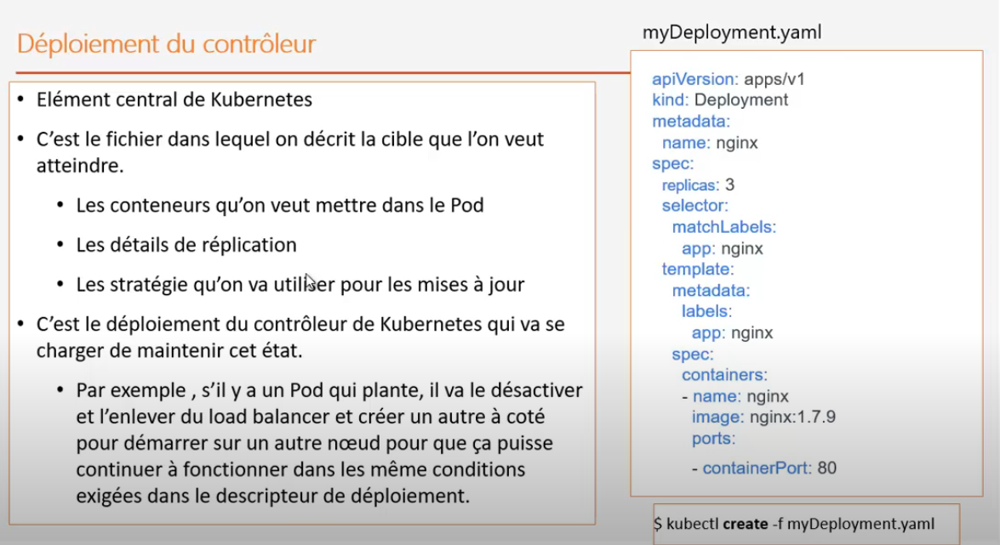 Déploiement du contrôleur
• Elément central de Kubernetes
• C'est le fichier dans lequel on décrit la cible que l'on veut
atteindre.
• Les conteneurs qu'on veut mettre dans le Pod
• Les détails de réplication
• Les stratégie qu'on va utiliser pour les mises à jour
• C'est le déploiement du contrôleur de Kubernetes qui va se
charger de maintenir cet état.
• Par exemple , s'il y a un Pod qui plante, il va le désactiver
et l'enlever du load balancer et créer un autre à coté
pour démarrer sur un autre nœud pour que ça puisse
continuer à fonctionner dans les même conditions
exigées dans le descripteur de déploiement.
myDeployment.yaml
apiVersion: apps/v1
kind: Deployment
metadata:
  name: nginx
spec:
  replicas: 3
  selector:
    matchLabels:
      app: nginx
  template:
    metadata:
      labels:
        app: nginx
    spec:
      containers:
      - name: nginx
        image: nginx:1.7.9
        ports:
        - containerPort: 80
$ kubectl create -f myDeployment.yaml